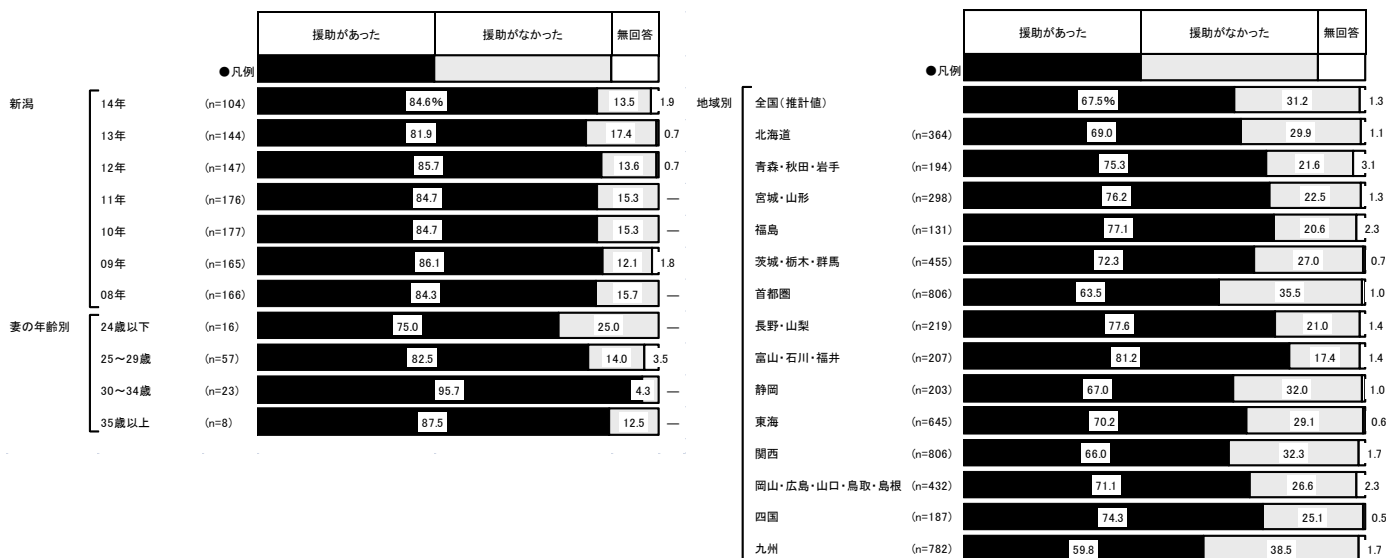 援助があった 援助がなかった 無回答
●凡例
新潟 14年 (n=104) 84.6% 13.5 1.9
13年 (n=144) 81.9 17.4 0.7
12年 (n=147) 85.7 13.6 0.7
11年 (n=176) 84.7 15.3 —
10年 (n=177) 84.7 15.3 —
09年 (n=165) 86.1 12.1 1.8
08年 (n=166) 84.3 15.7 —
妻の年齢別 24歳以下 (n=16) 75.0 25.0 —
25〜29歳 (n=57) 82.5 14.0 3.5
30〜34歳 (n=23) 95.7 4.3 —
35歳以上 (n=8) 87.5 12.5 —
援助があった 援助がなかった 無回答
●凡例
地域別 全国(推計値) 67.5% 31.2 1.3
北海道 (n=364) 69.0 29.9 1.1
青森・秋田・岩手 (n=194) 75.3 21.6 3.1
宮城・山形 (n=298) 76.2 22.5 1.3
福島 (n=131) 77.1 20.6 2.3
茨城・栃木・群馬 (n=455) 72.3 27.0 0.7
首都圏 (n=806) 63.5 35.5 1.0
長野・山梨 (n=219) 77.6 21.0 1.4
富山・石川・福井 (n=207) 81.2 17.4 1.4
静岡 (n=203) 67.0 32.0 1.0
東海 (n=645) 70.2 29.1 0.6
関西 (n=806) 66.0 32.3 1.7
岡山・広島・山口・鳥取・島根 (n=432) 71.1 26.6 2.3
四国 (n=187) 74.3 25.1 0.5
九州 (n=782) 59.8 38.5 1.7